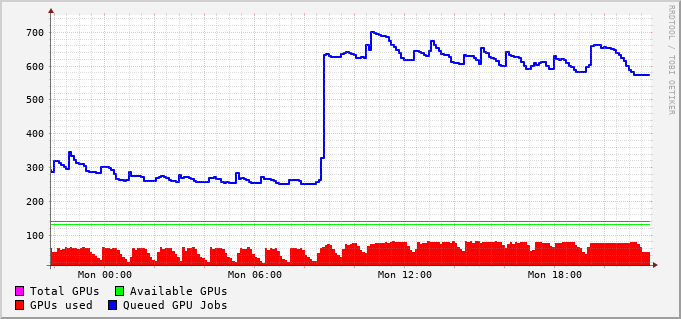 RRDTOOL / TOBI OETIKER
700
600
500
400
300
200
100
Mon 00:00 Mon 06:00 Mon 12:00 Mon 18:00
Total GPUs Available GPUs
GPUs used Queued GPU Jobs